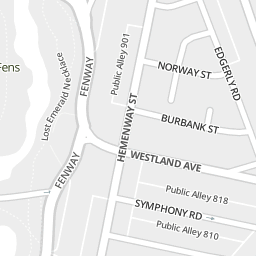 Fens
Lost Emerald Necklace
FENWAY
Public Alley 901
EDGERLY RD
NORWAY ST
HEMENWAY ST
BURBANK ST
FENWAY
WESTLAND AVE
Public Alley 818
SYMPHONY RD
Public Alley 810